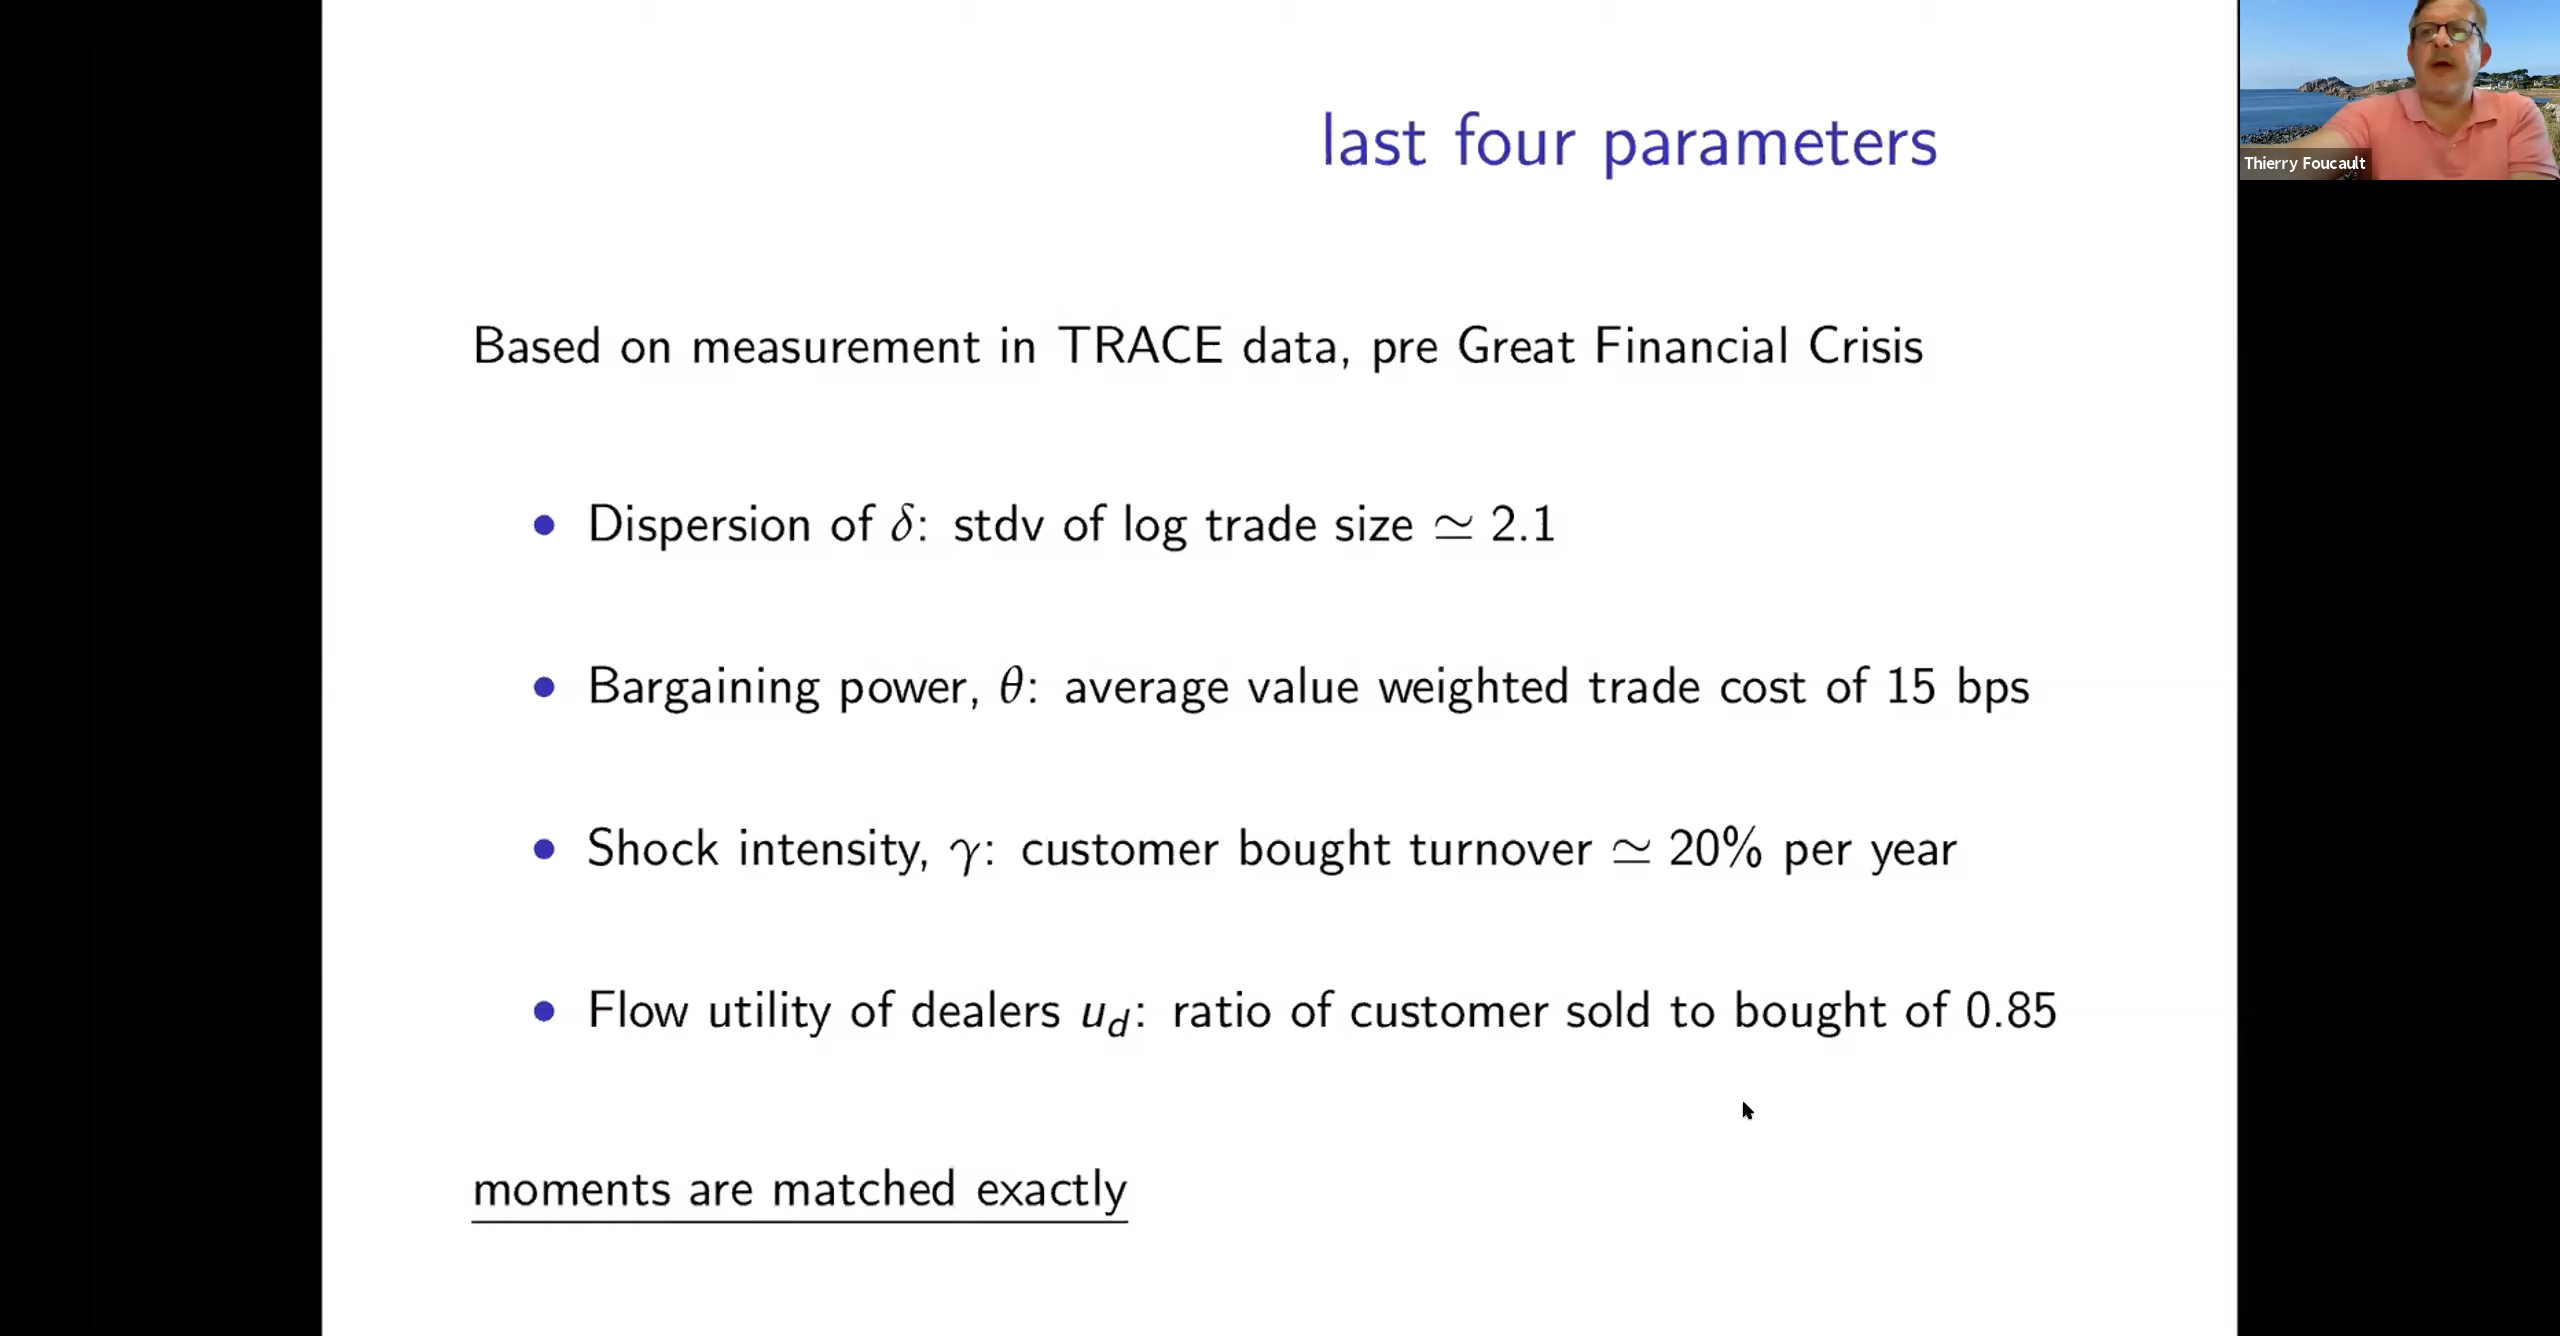 last four parameters
Thierry Foucault
Based on measurement in TRACE data, pre Great Financial Crisis
• Dispersion of δ: stdv of log trade size ≃ 2.1
• Bargaining power, θ: average value weighted trade cost of 15 bps
• Shock intensity, γ: customer bought turnover ≃ 20% per year
• Flow utility of dealers u_d: ratio of customer sold to bought of 0.85
moments are matched exactly